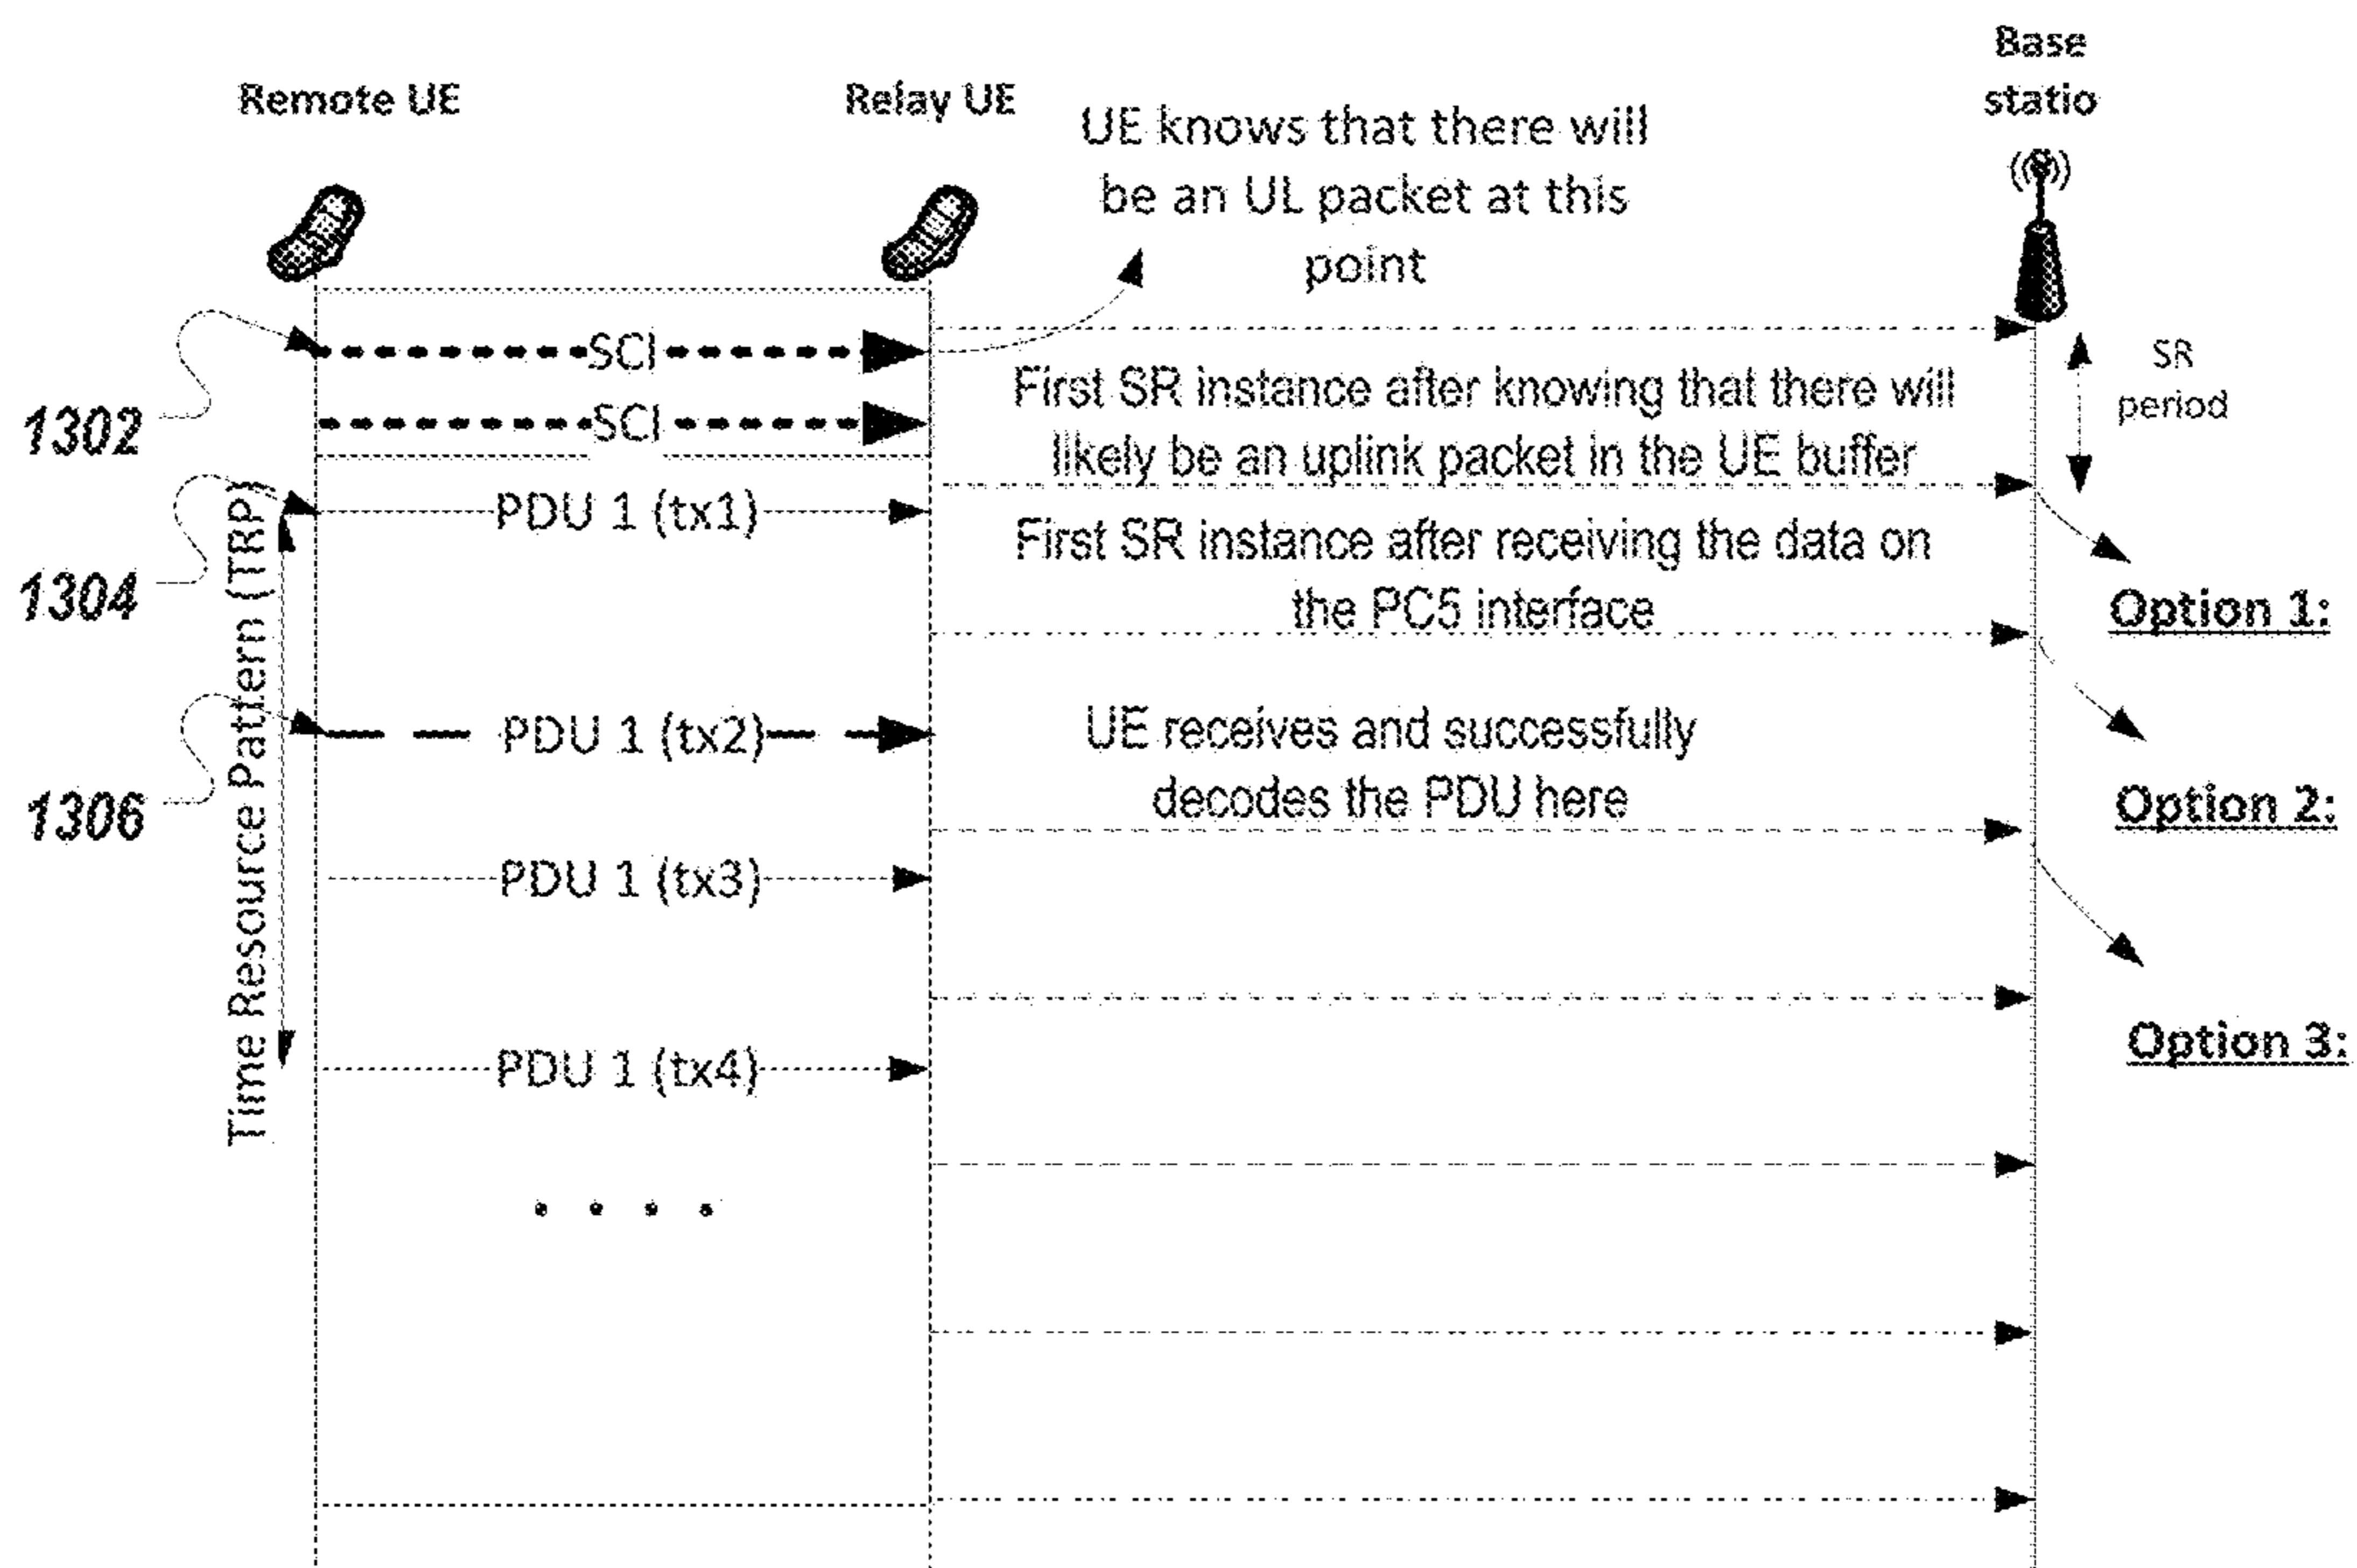 Base
statio
Remote UE
Relay UE
UE knows that there will
be an UL packet at this
point
SCI
SR
period
First SR instance after knowing that there will
likely be an uplink packet in the UE buffer
1302
SCI
PDU 1 (tx1)
First SR instance after receiving the data on
the PC5 interface
1304
Option 1:
Time Resource Pattern (TRP)
PDU 1 (tx2)
UE receives and successfully
decodes the PDU here
1306
Option 2:
PDU 1 (tx3)
Option 3:
PDU 1 (tx4)
. . . .